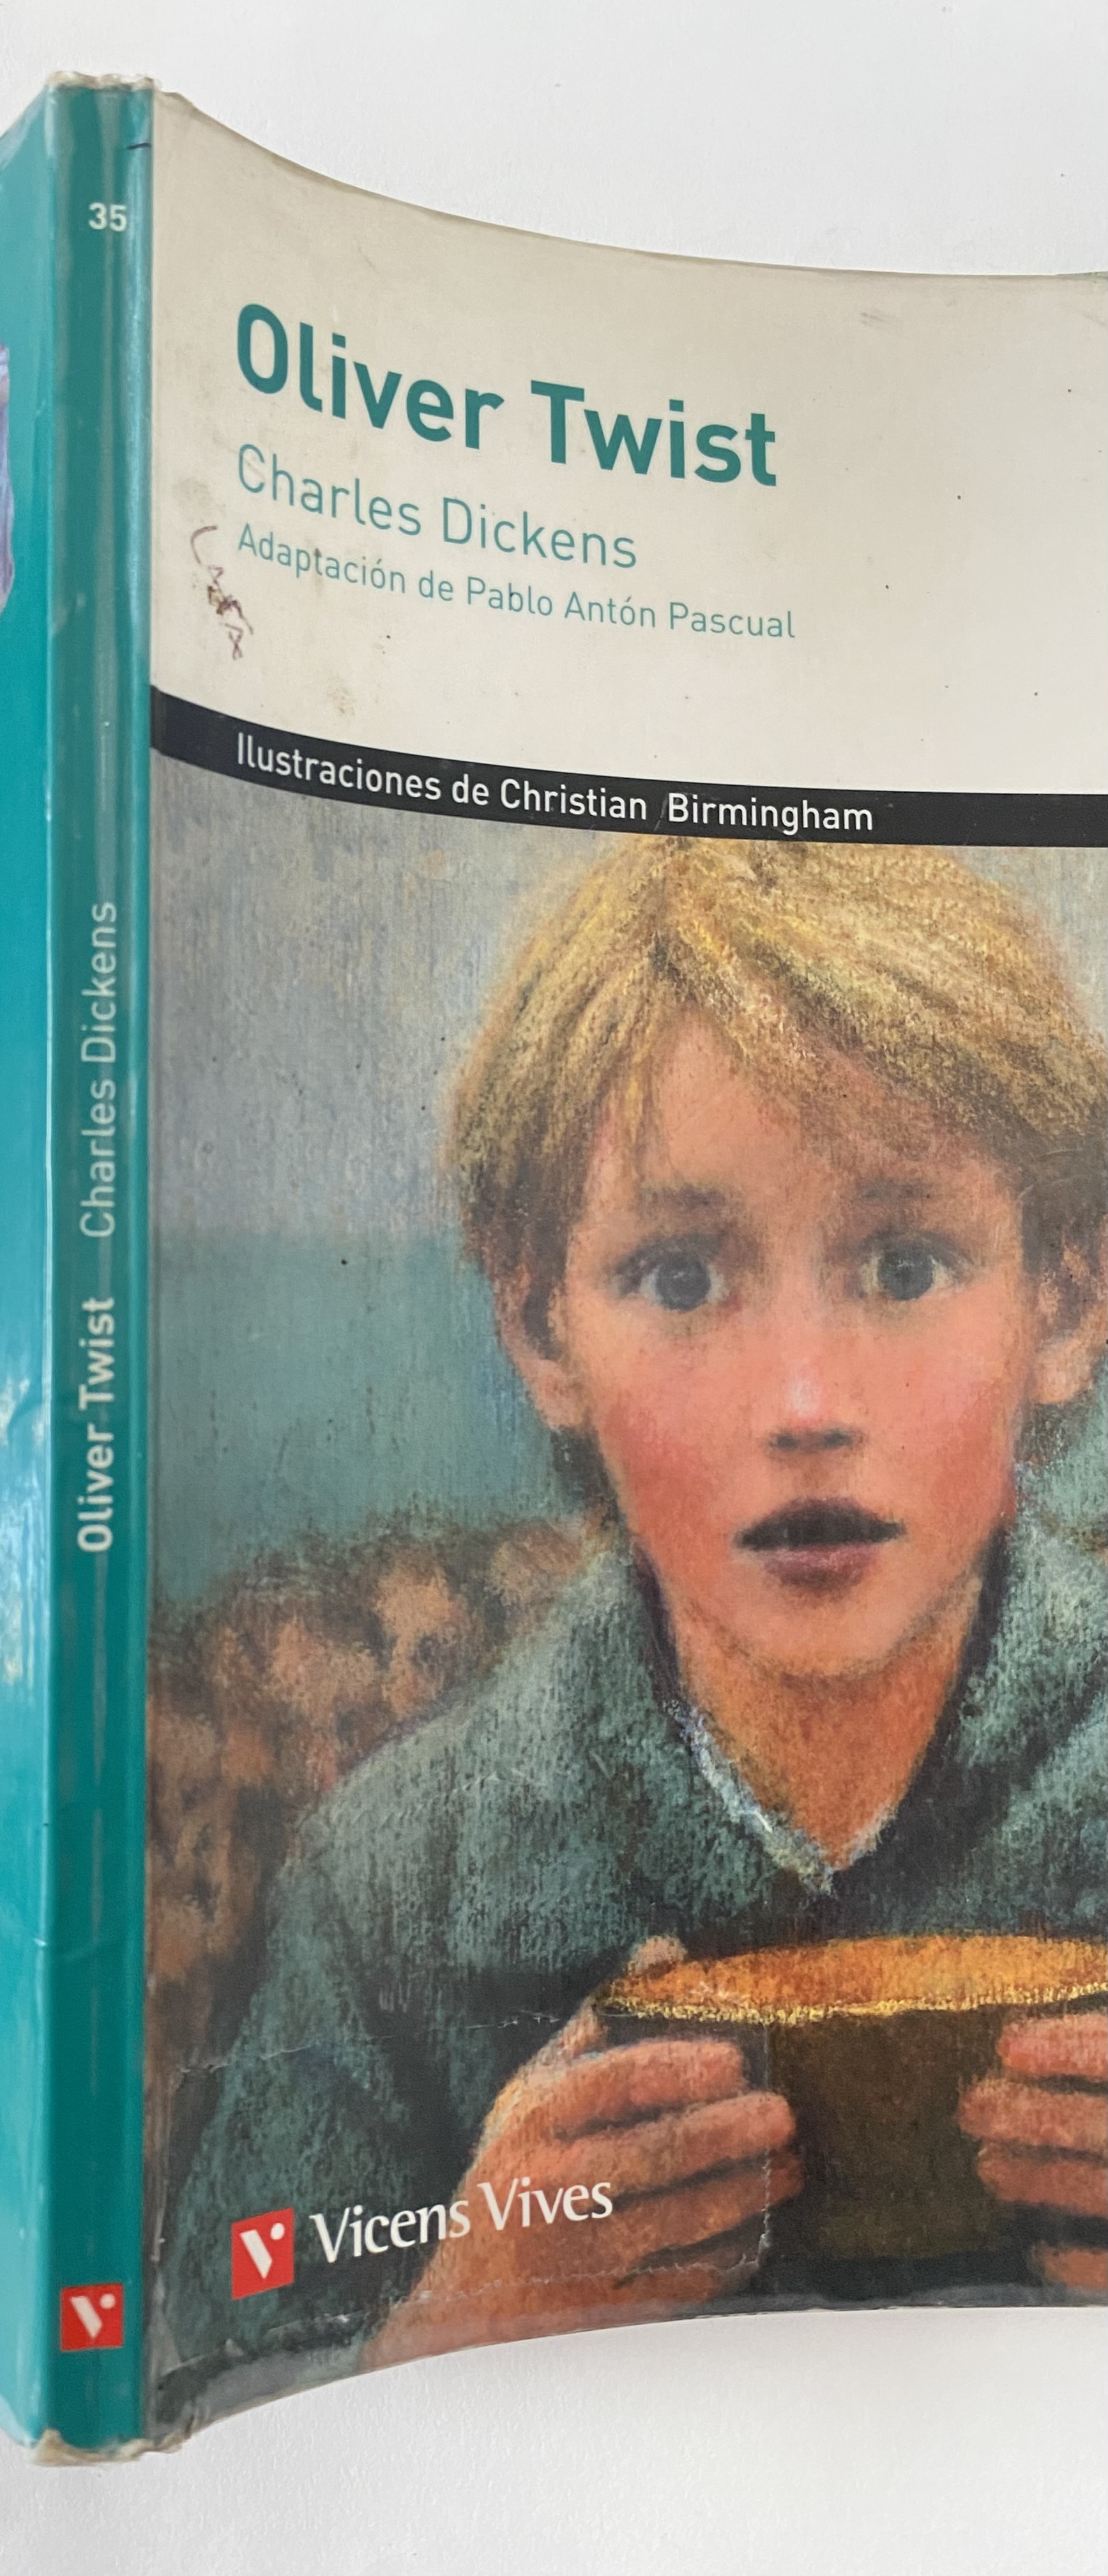 35
Oliver Twist
Charles Dickens
Adaptación de Pablo Antón Pascual
Ilustraciones de Christian Birmingham
Oliver Twist Charles Dickens
Vicens Vives